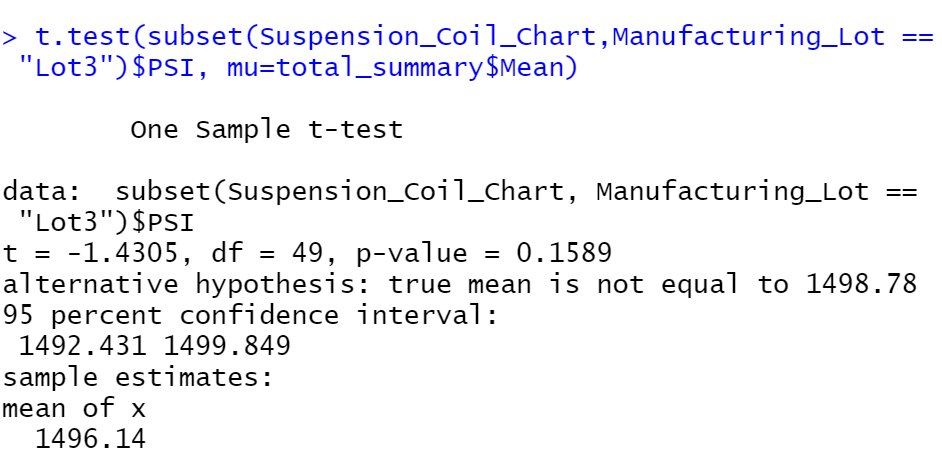 > t.test(subset(Suspension_Coil_Chart,Manufacturing_Lot ==
"Lot3")$PSI, mu=total_summary$Mean)
One Sample t-test
data: subset(Suspension_Coil_Chart, Manufacturing_Lot ==
"Lot3")$PSI
t = -1.4305, df = 49, p-value = 0.1589
alternative hypothesis: true mean is not equal to 1498.78
95 percent confidence interval:
1492.431 1499.849
sample estimates:
mean of x
1496.14